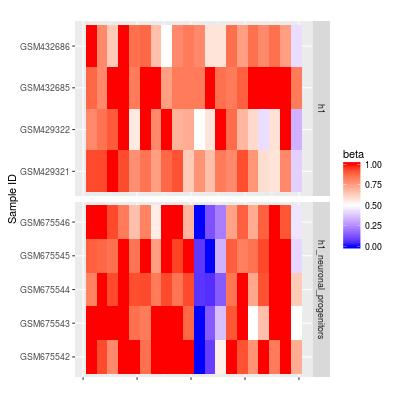 Sample ID
GSM432686
GSM432685
GSM429322
GSM429321
h1
GSM675546
GSM675545
GSM675544
GSM675543
GSM675542
h1_neuronal_progenitors
beta
1.00
0.75
0.50
0.25
0.00